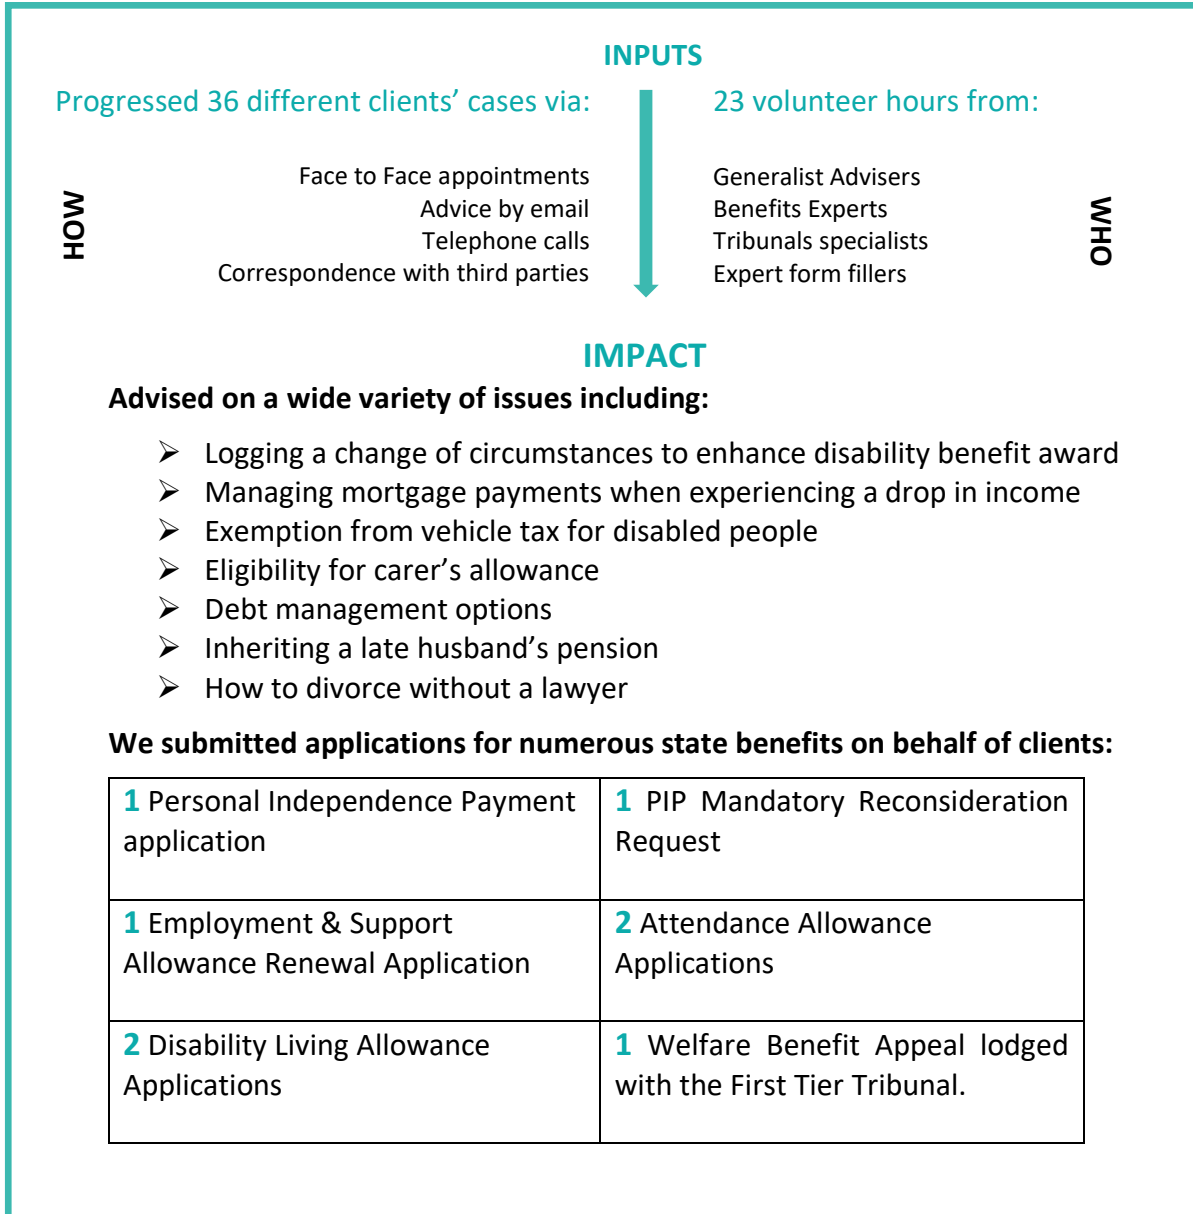 INPUTS
Progressed 36 different clients’ cases via:
HOW
Face to Face appointments
Advice by email
Telephone calls
Correspondence with third parties
23 volunteer hours from:
Generalist Advisers
Benefits Experts
Tribunals specialists
Expert form fillers
WHO
IMPACT
Advised on a wide variety of issues including:
Logging a change of circumstances to enhance disability benefit award
Managing mortgage payments when experiencing a drop in income
Exemption from vehicle tax for disabled people
Eligibility for carer’s allowance
Debt management options
Inheriting a late husband’s pension
How to divorce without a lawyer
We submitted applications for numerous state benefits on behalf of clients:
1 Personal Independence Payment
application
1 PIP Mandatory Reconsideration
Request
1 Employment & Support
Allowance Renewal Application
2 Attendance Allowance
Applications
2 Disability Living Allowance
Applications
1 Welfare Benefit Appeal lodged
with the First Tier Tribunal.